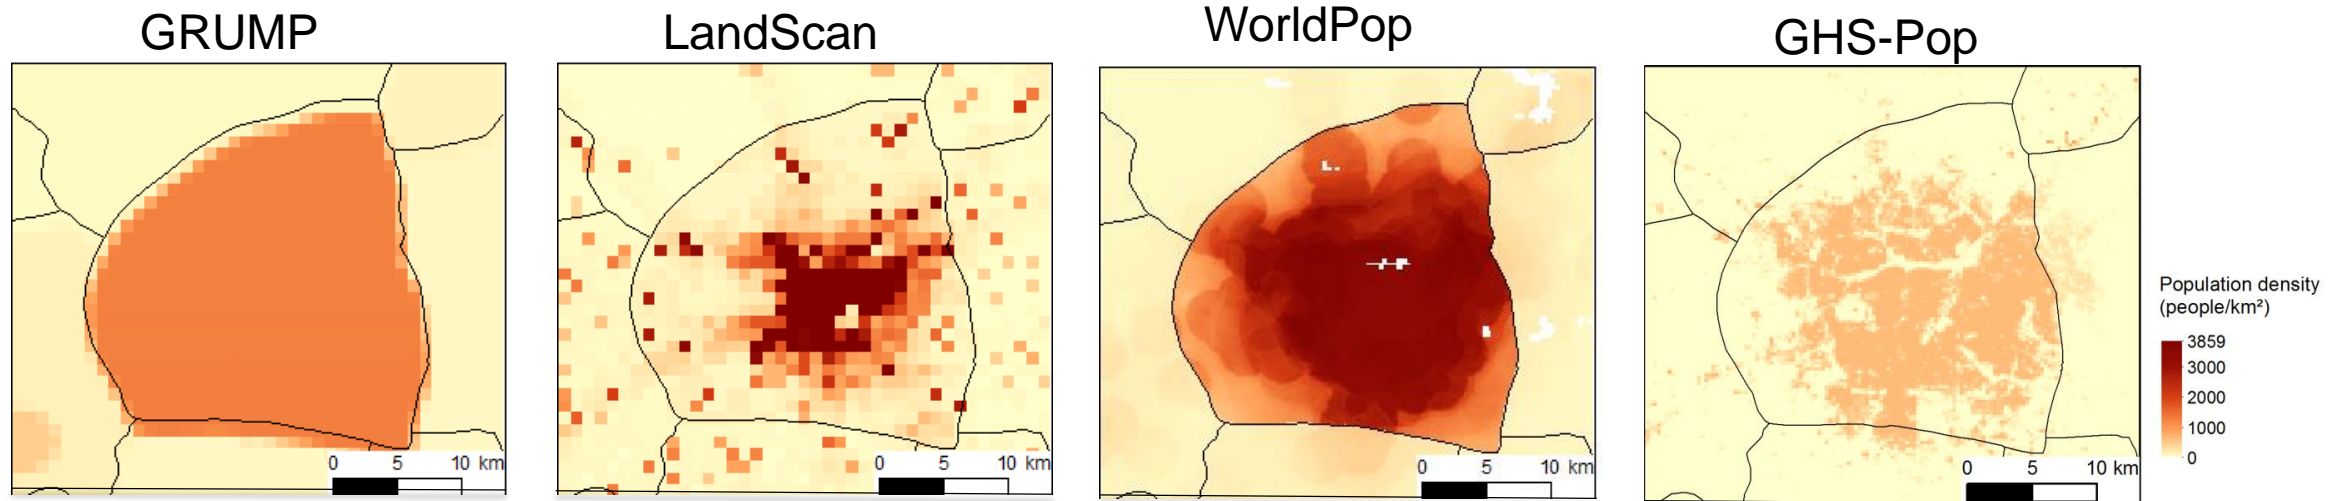 GRUMP
LandScan
WorldPop
GHS-Pop
0 5 10 km
0 5 10 km
0 5 10 km
0 5 10 km
Population density
(people/km²)
3859
3000
2000
1000
0